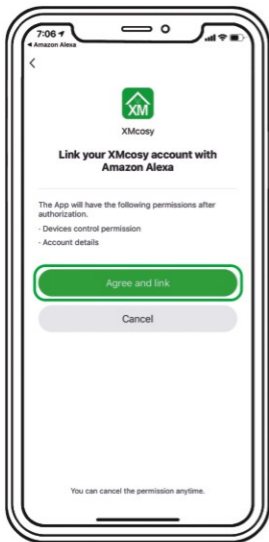 7:06
◀ Amazon Alexa
XM
XMcosy
Link your XMcosy account with
Amazon Alexa
The App will have the following permissions after
authorization.
- Devices control permission
- Account details
Agree and link
Cancel
You can cancel the permission anytime.